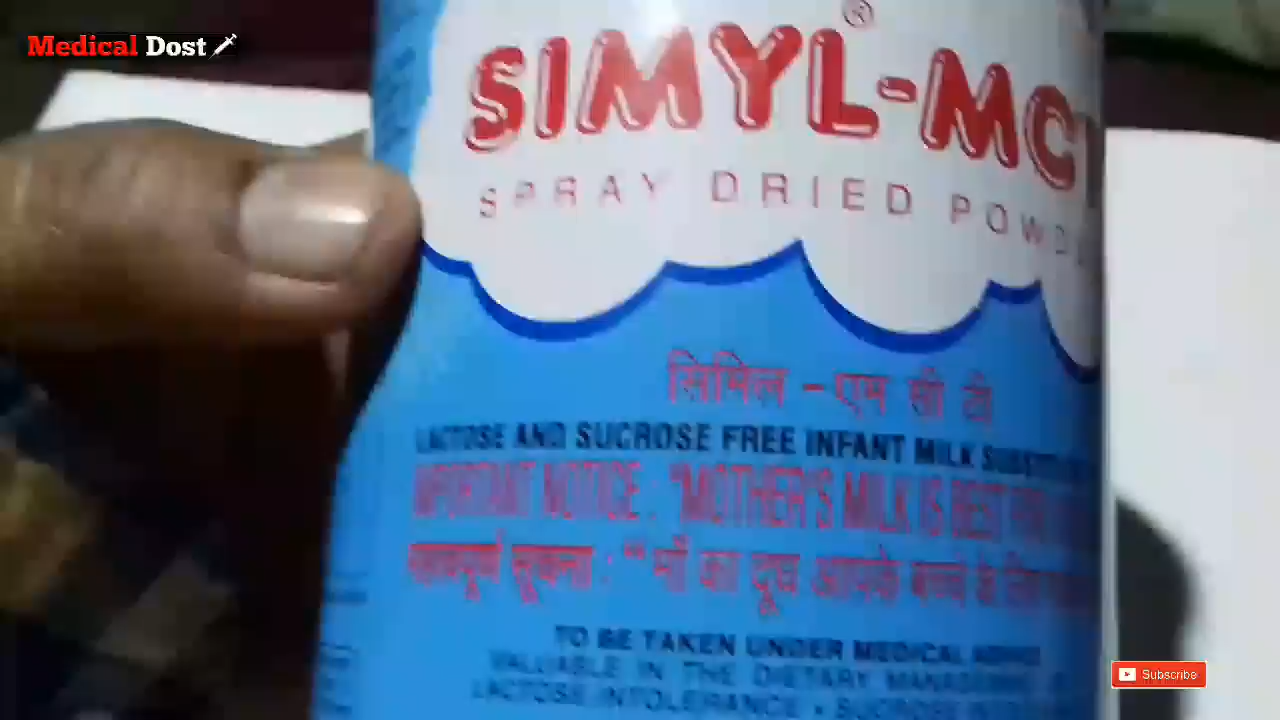 Medical Dost
®
SIMYL-MC
SPRAY DRIED
सिमिल - एम सी टी
LACTOSE AND SUCROSE FREE INFANT MILK
IMPORTANT NOTICE : "MOTHER'S MILK IS BEST
महत्वपूर्ण सूचना : "माँ का दूध आपके बच्चे के लिए
TO BE TAKEN UNDER MEDICAL
VALUABLE IN THE DIETARY
LACTOSE INTOLERANCE • SUCROSE
Subscribe